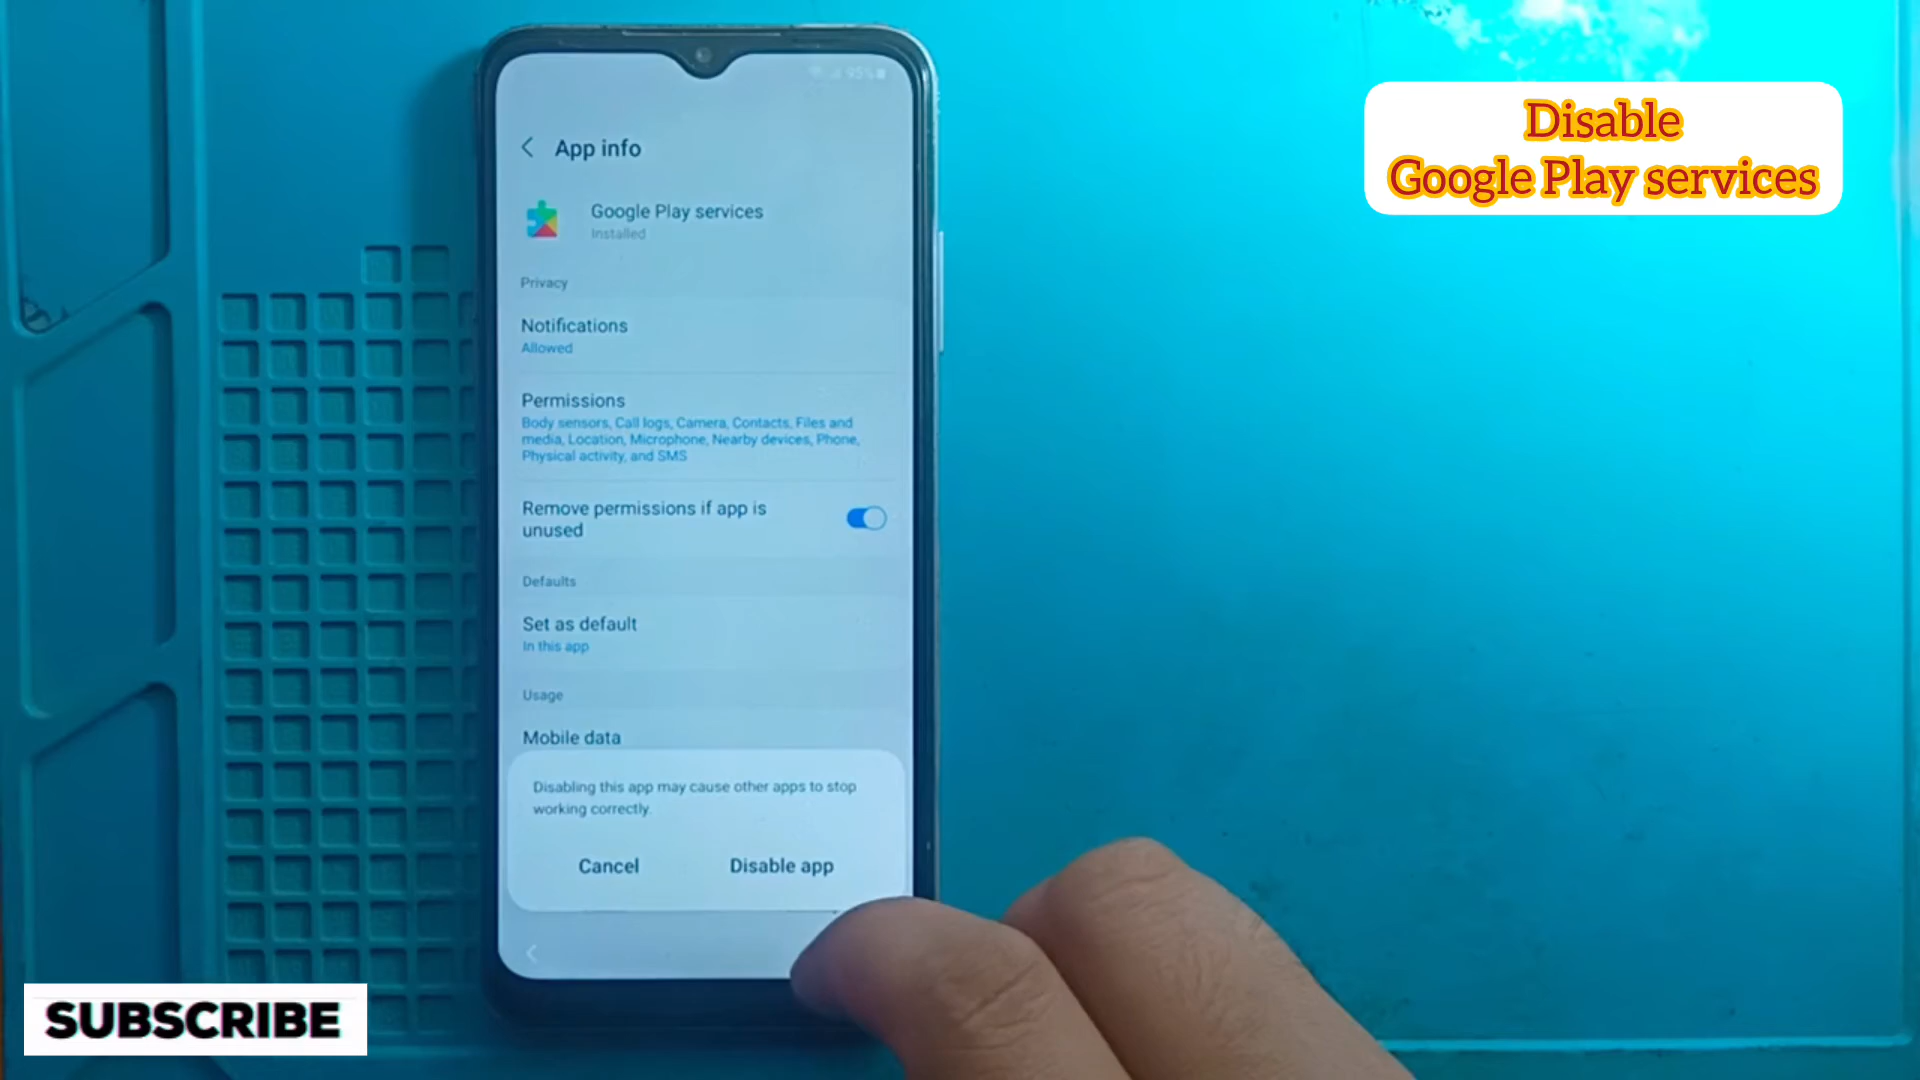 95%
App info
Google Play services
Installed
Privacy
Notifications
Allowed
Permissions
Body sensors, Call logs, Camera, Contacts, Files and
media, Location, Microphone, Nearby devices, Phone,
Physical activity, and SMS
Remove permissions if app is
unused
Defaults
Set as default
In this app
Usage
Mobile data
Disabling this app may cause other apps to stop
working correctly.
Cancel
Disable app
Disable
Google Play services
SUBSCRIBE